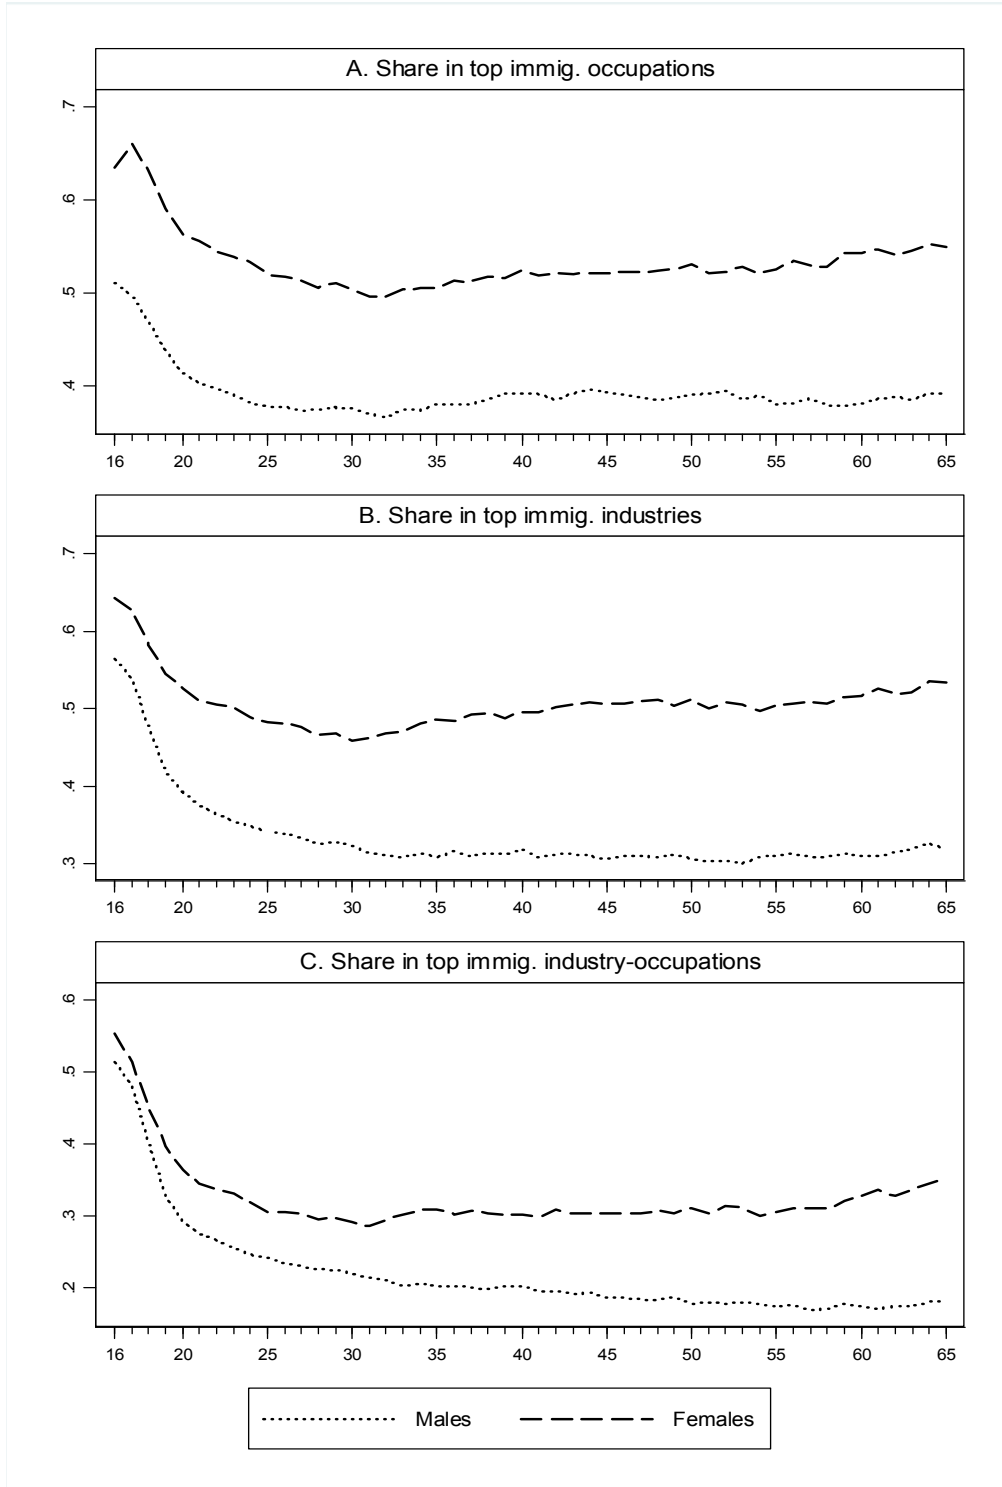 A. Share in top immig. occupations
.7
.6
.5
.4
16 20 25 30 35 40 45 50 55 60 65
B. Share in top immig. industries
.7
.6
.5
.4
.3
16 20 25 30 35 40 45 50 55 60 65
C. Share in top immig. industry-occupations
.6
.5
.4
.3
.2
16 20 25 30 35 40 45 50 55 60 65
Males Females